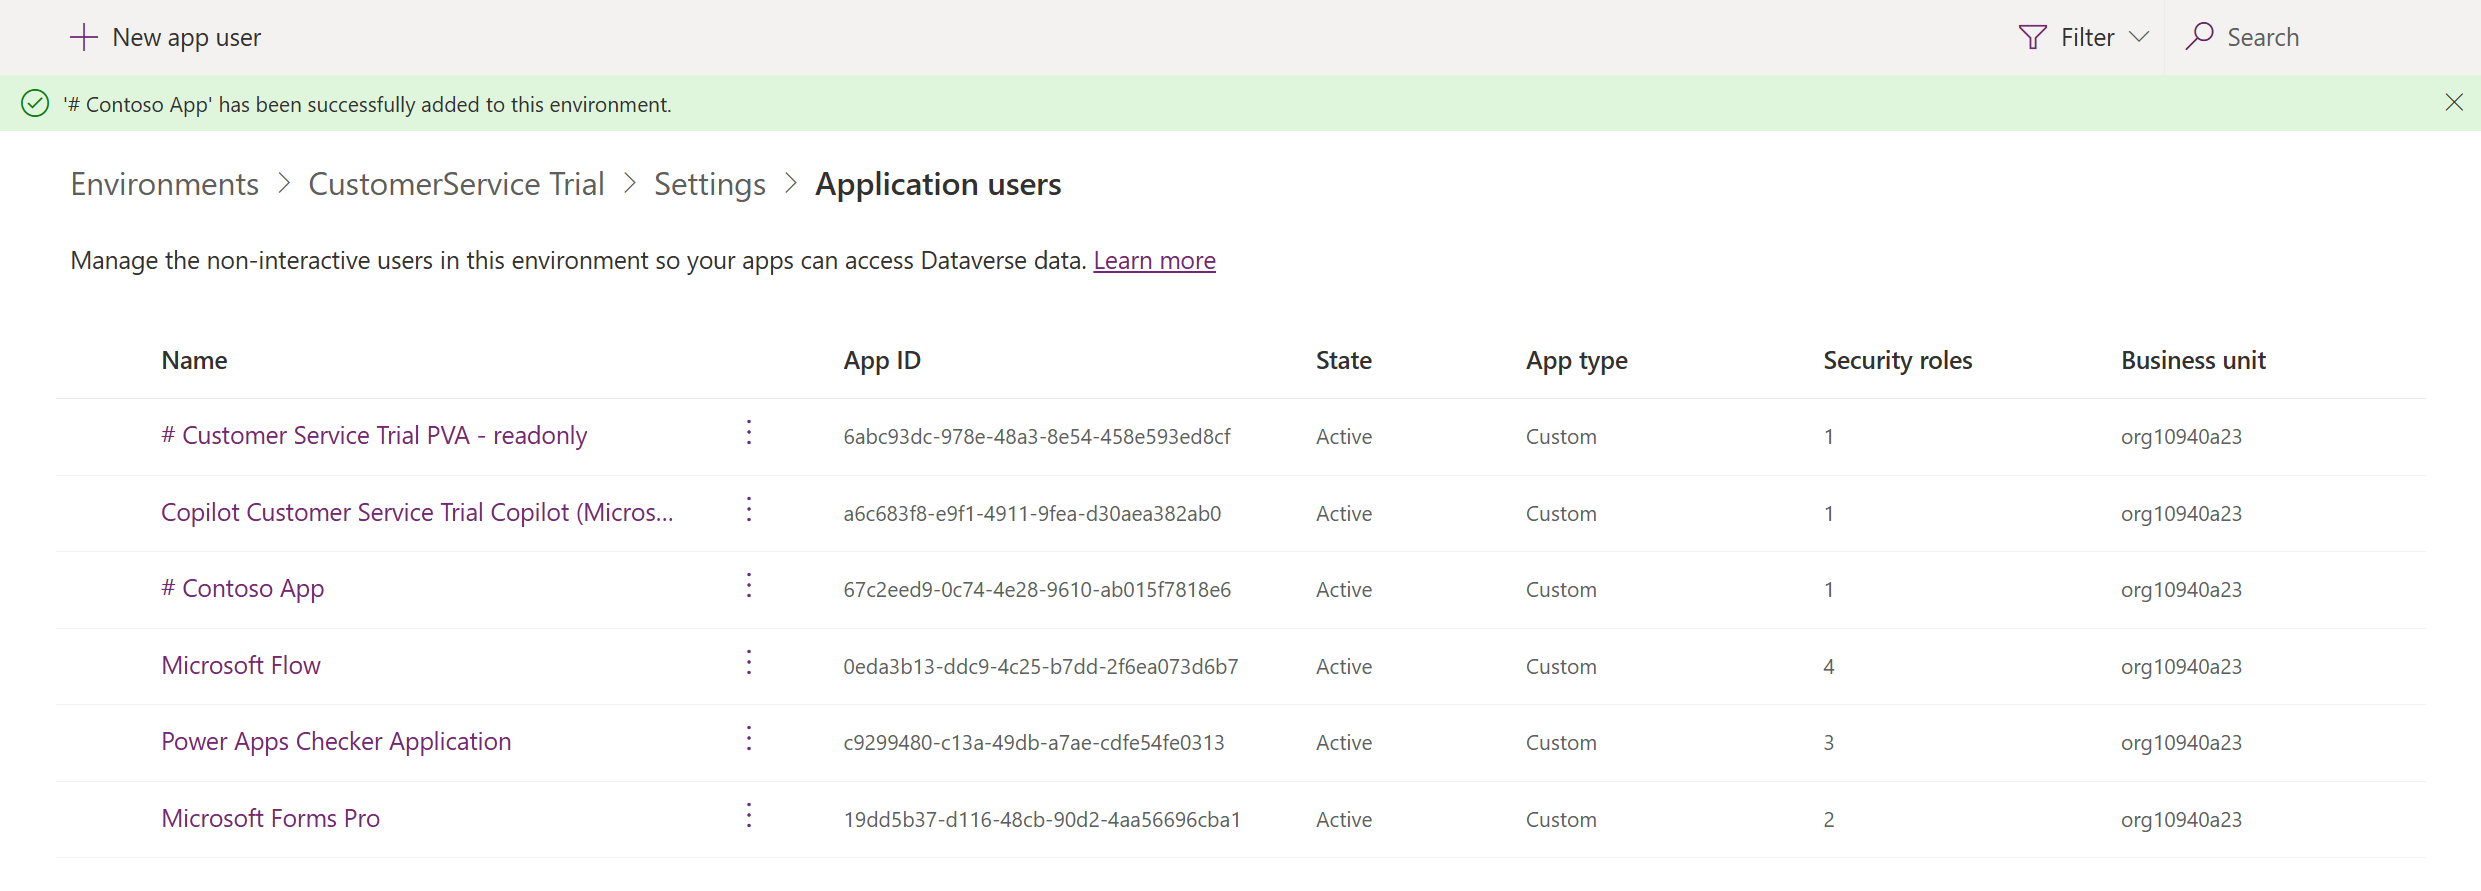 New app user
Filter
Search
'# Contoso App' has been successfully added to this environment.
Environments > CustomerService Trial > Settings > Application users
Manage the non-interactive users in this environment so your apps can access Dataverse data. Learn more
Name App ID State App type Security roles Business unit
# Customer Service Trial PVA - readonly 6abc93dc-978e-48a3-8e54-458e593ed8cf Active Custom 1 org10940a23
Copilot Customer Service Trial Copilot (Micros... a6c683f8-e9f1-4911-9fea-d30aea382ab0 Active Custom 1 org10940a23
# Contoso App 67c2eed9-0c74-4e28-9610-ab015f7818e6 Active Custom 1 org10940a23
Microsoft Flow 0eda3b13-ddc9-4c25-b7dd-2f6ea073d6b7 Active Custom 4 org10940a23
Power Apps Checker Application c9299480-c13a-49db-a7ae-cdfe54fe0313 Active Custom 3 org10940a23
Microsoft Forms Pro 19dd5b37-d116-48cb-90d2-4aa56696cba1 Active Custom 2 org10940a23